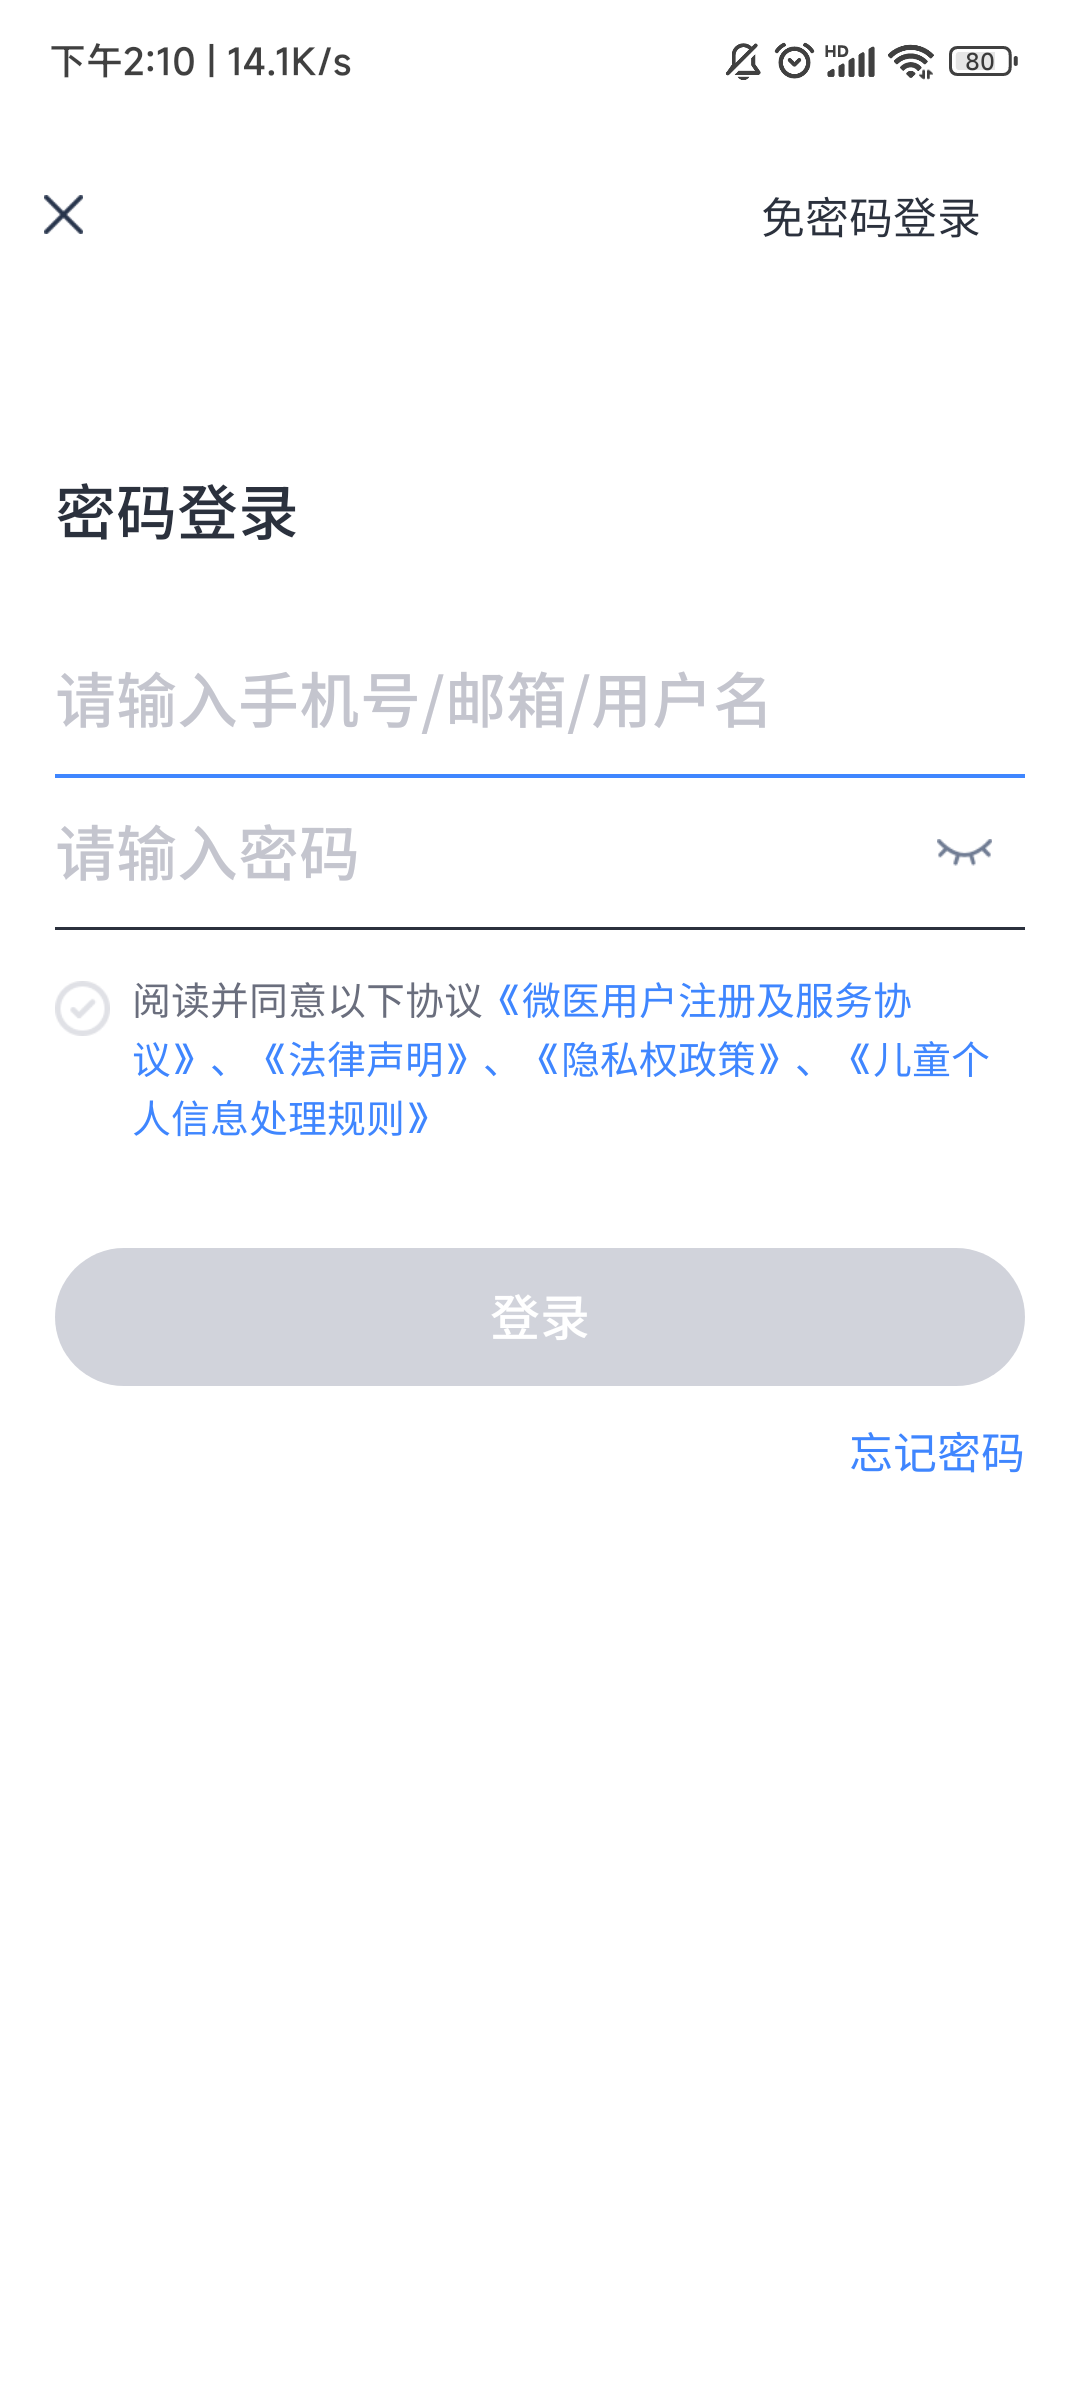 下午2:10 | 14.1K/s
HD
80
免密码登录
密码登录
请输入手机号/邮箱/用户名
请输入密码
阅读并同意以下协议《微医用户注册及服务协
议》、《法律声明》、《隐私权政策》、《儿童个
人信息处理规则》
登录
忘记密码